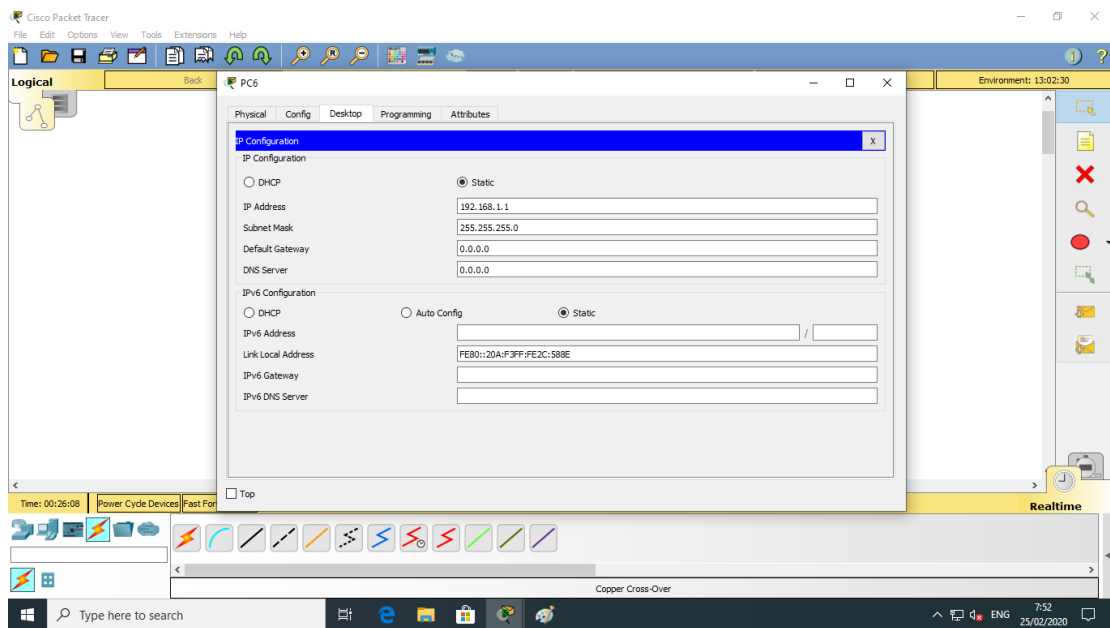 Cisco Packet Tracer
File Edit Options View Tools Extensions Help
Logical
Back
Environment: 13:02:30
PC6
Physical Config Desktop Programming Attributes
IP Configuration X
IP Configuration
DHCP Static
IP Address 192.168.1.1
Subnet Mask 255.255.255.0
Default Gateway 0.0.0.0
DNS Server 0.0.0.0
IPv6 Configuration
DHCP Auto Config Static
IPv6 Address /
Link Local Address FE80::20A:F3FF:FE2C:588E
IPv6 Gateway
IPv6 DNS Server
Top
Time: 00:26:08 Power Cycle Devices Fast For
Realtime
Copper Cross-Over
Type here to search
ENG 7:52
25/02/2020